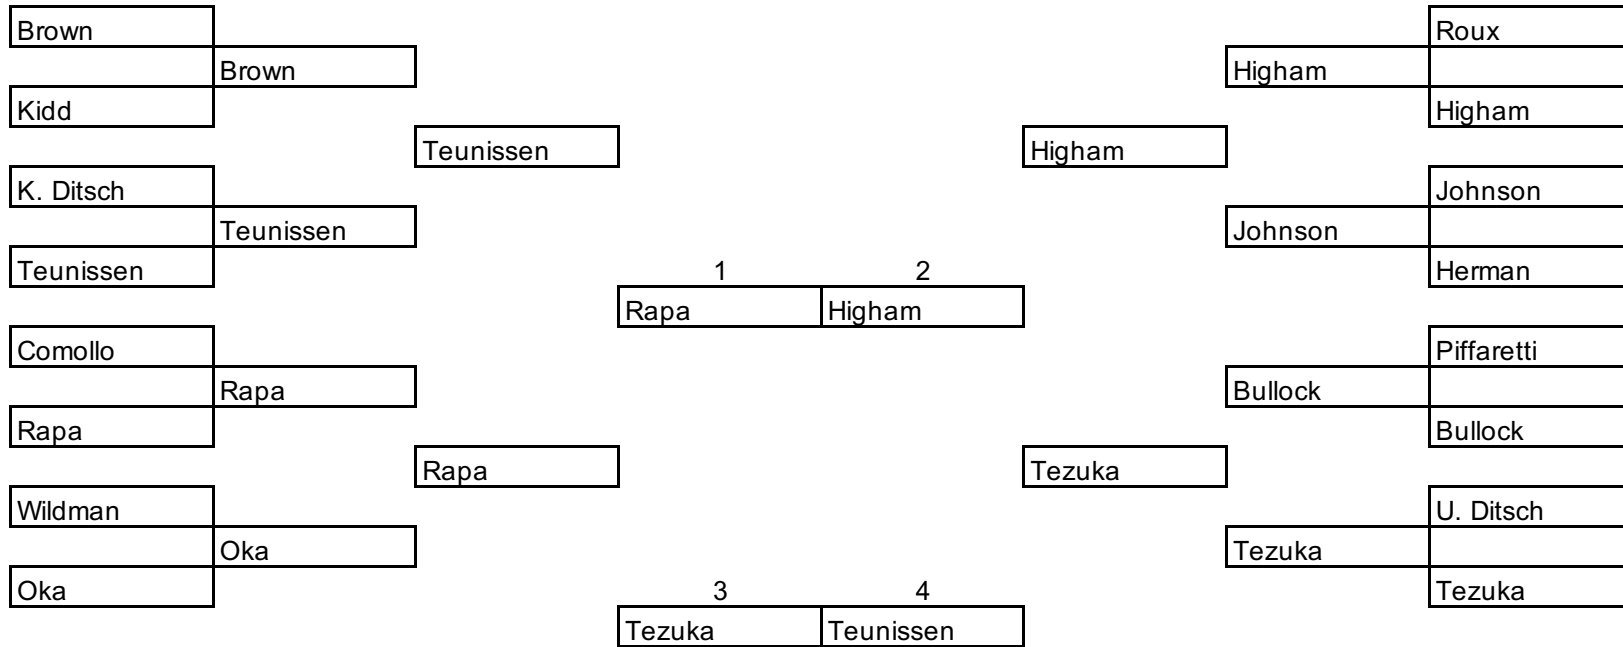 Brown Roux
Brown Higham
Kidd Higham
Teunissen Higham
K. Ditsch Johnson
Teunissen Johnson
Teunissen 1 2 Herman
Rapa Higham
Comollo Piffaretti
Rapa Bullock
Rapa Bullock
Rapa Tezuka
Wildman U. Ditsch
Oka Tezuka
Oka 3 4 Tezuka
Tezuka Teunissen